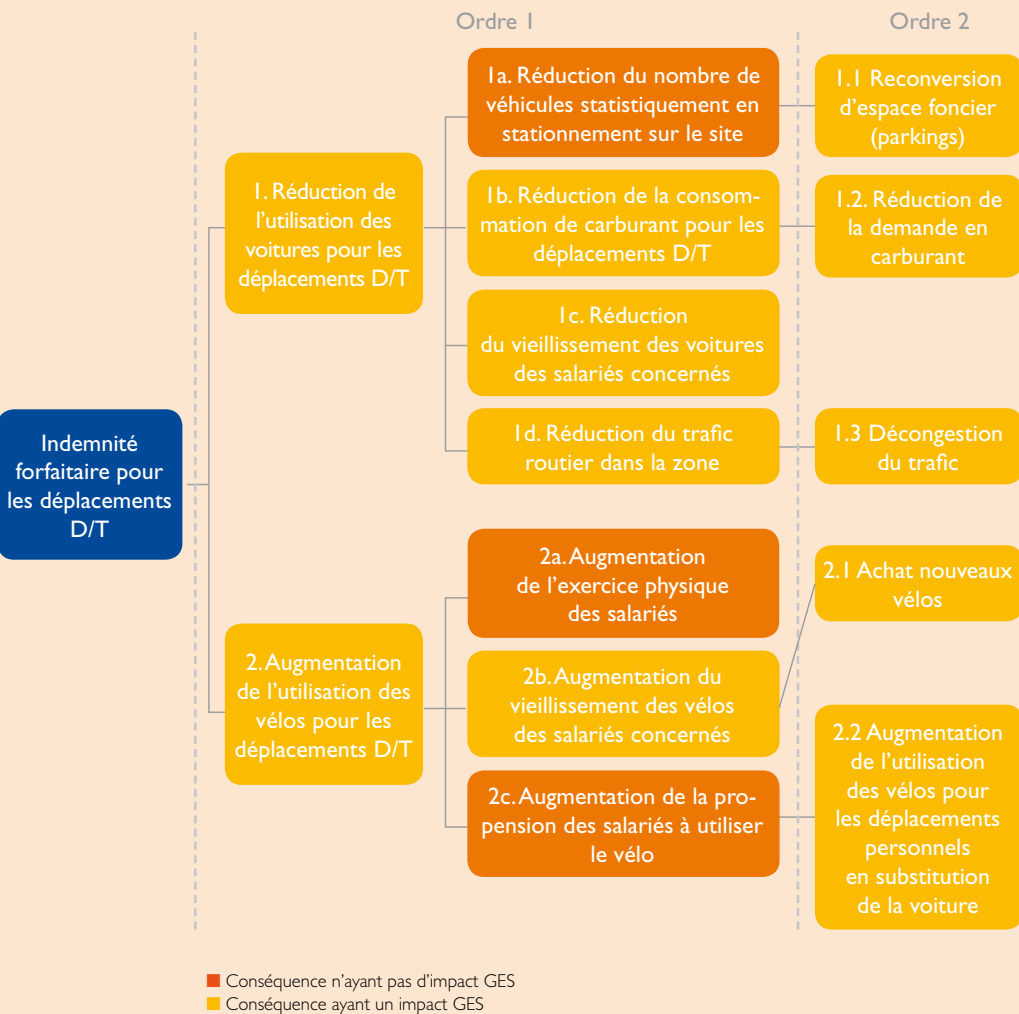 Ordre 1
Ordre 2
Indemnité
forfaitaire pour
les déplacements
D/T
1. Réduction de
l'utilisation des
voitures pour les
déplacements D/T
1a. Réduction du nombre de
véhicules statistiquement en
stationnement sur le site
1.1 Reconversion
d'espace foncier
(parkings)
1b. Réduction de la consom-
mation de carburant pour les
déplacements D/T
1.2. Réduction de
la demande en
carburant
1c. Réduction
du vieillissement des voitures
des salariés concernés
1d. Réduction du trafic
routier dans la zone
1.3 Décongestion
du trafic
2. Augmentation
de l'utilisation des
vélos pour les
déplacements D/T
2a. Augmentation
de l'exercice physique
des salariés
2b. Augmentation du
vieillissement des vélos
des salariés concernés
2.1 Achat nouveaux
vélos
2c. Augmentation de la pro-
pension des salariés à utiliser
le vélo
2.2 Augmentation
de l'utilisation
des vélos pour
les déplacements
personnels
en substitution
de la voiture
Conséquence n'ayant pas d'impact GES
Conséquence ayant un impact GES